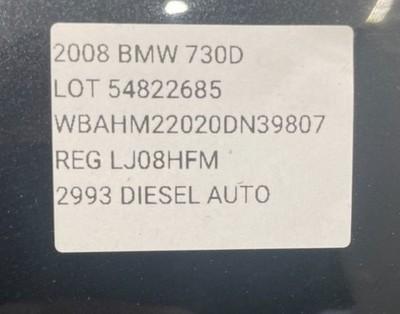 2008 BMW 730D
LOT 54822685
WBAHM22020DN39807
REG LJ08HFM
2993 DIESEL AUTO